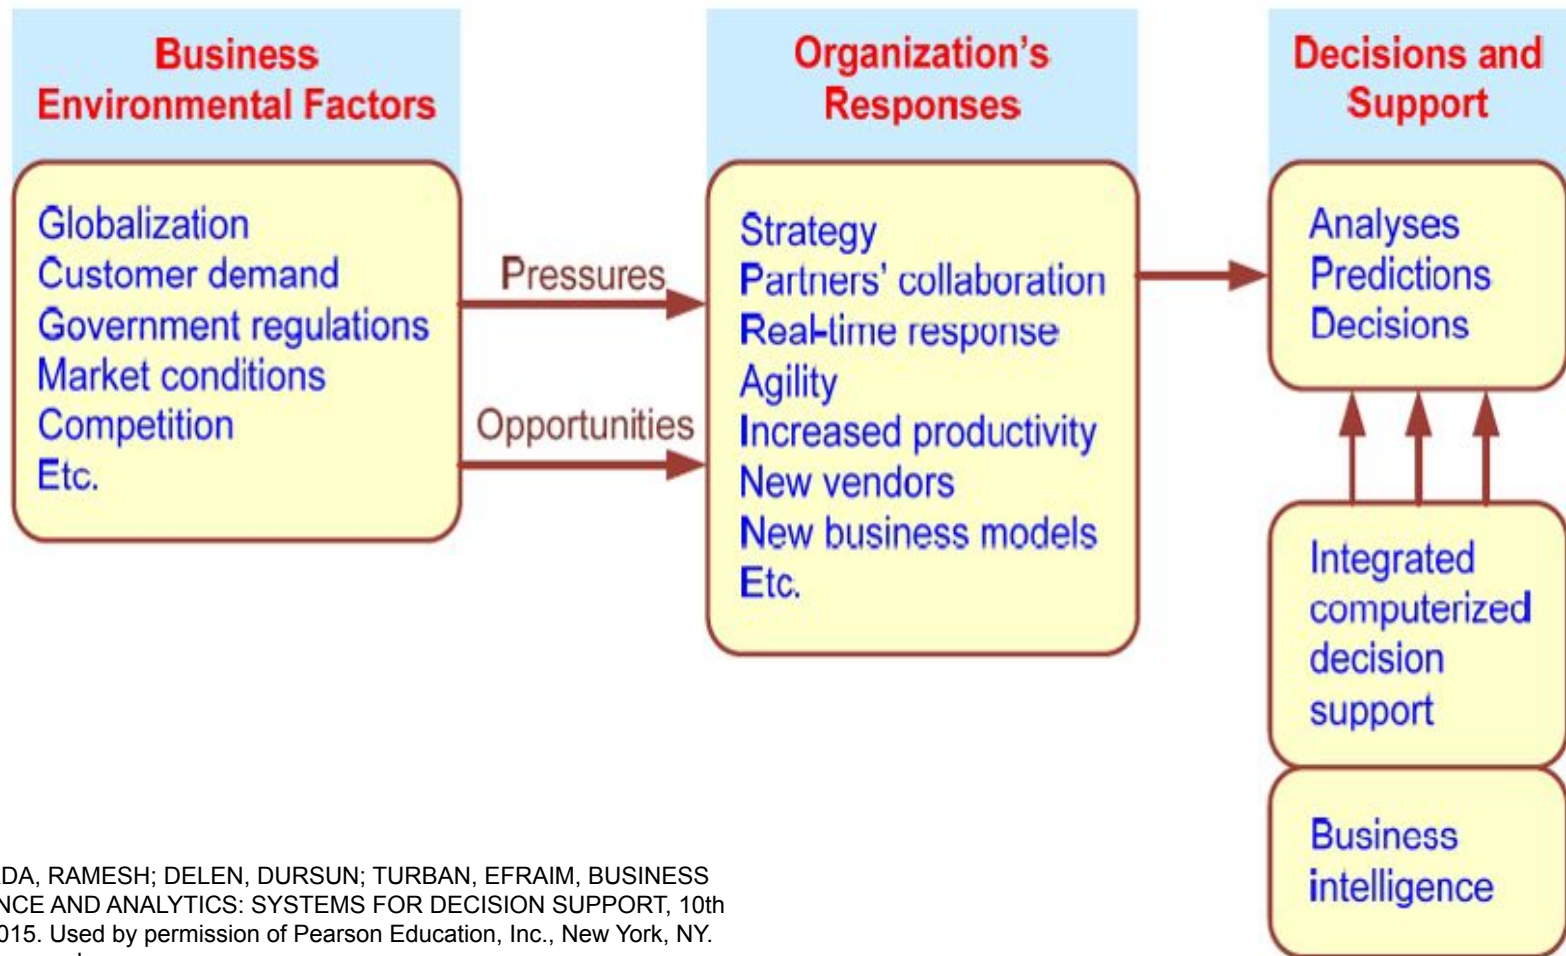 Business
Environmental Factors
Globalization
Customer demand
Government regulations
Market conditions
Competition
Etc.
Pressures
Opportunities
Organization's
Responses
Strategy
Partners' collaboration
Real-time response
Agility
Increased productivity
New vendors
New business models
Etc.
Decisions and
Support
Analyses
Predictions
Decisions
Integrated
computerized
decision
support
Business
intelligence
DA, RAMESH; DELEN, DURSUN; TURBAN, EFRAIM, BUSINESS
NCE AND ANALYTICS: SYSTEMS FOR DECISION SUPPORT, 10th
015. Used by permission of Pearson Education, Inc., New York, NY.